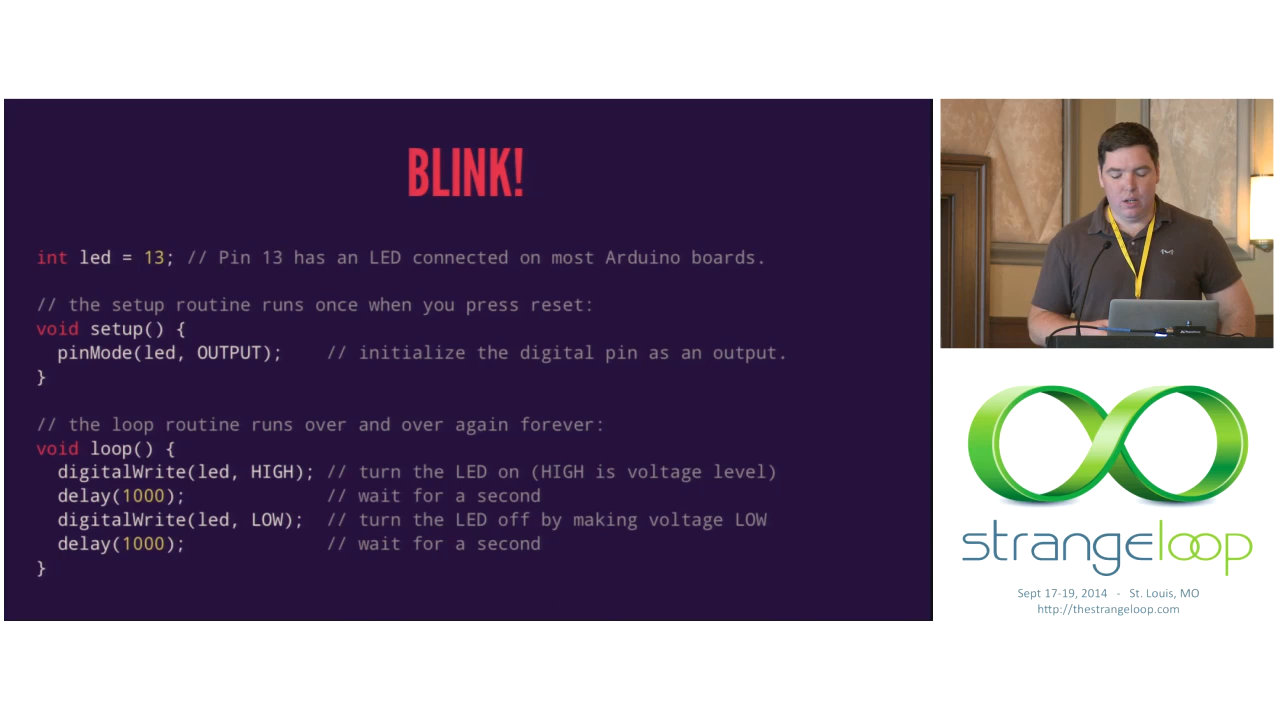 BLINK!
int led = 13; // Pin 13 has an LED connected on most Arduino boards.
// the setup routine runs once when you press reset:
void setup() {
  pinMode(led, OUTPUT);    // initialize the digital pin as an output.
}
// the loop routine runs over and over again forever:
void loop() {
  digitalWrite(led, HIGH); // turn the LED on (HIGH is voltage level)
  delay(1000);             // wait for a second
  digitalWrite(led, LOW);  // turn the LED off by making voltage LOW
  delay(1000);             // wait for a second
}
strangeloop
Sept 17-19, 2014 - St. Louis, MO
http://thestrangeloop.com